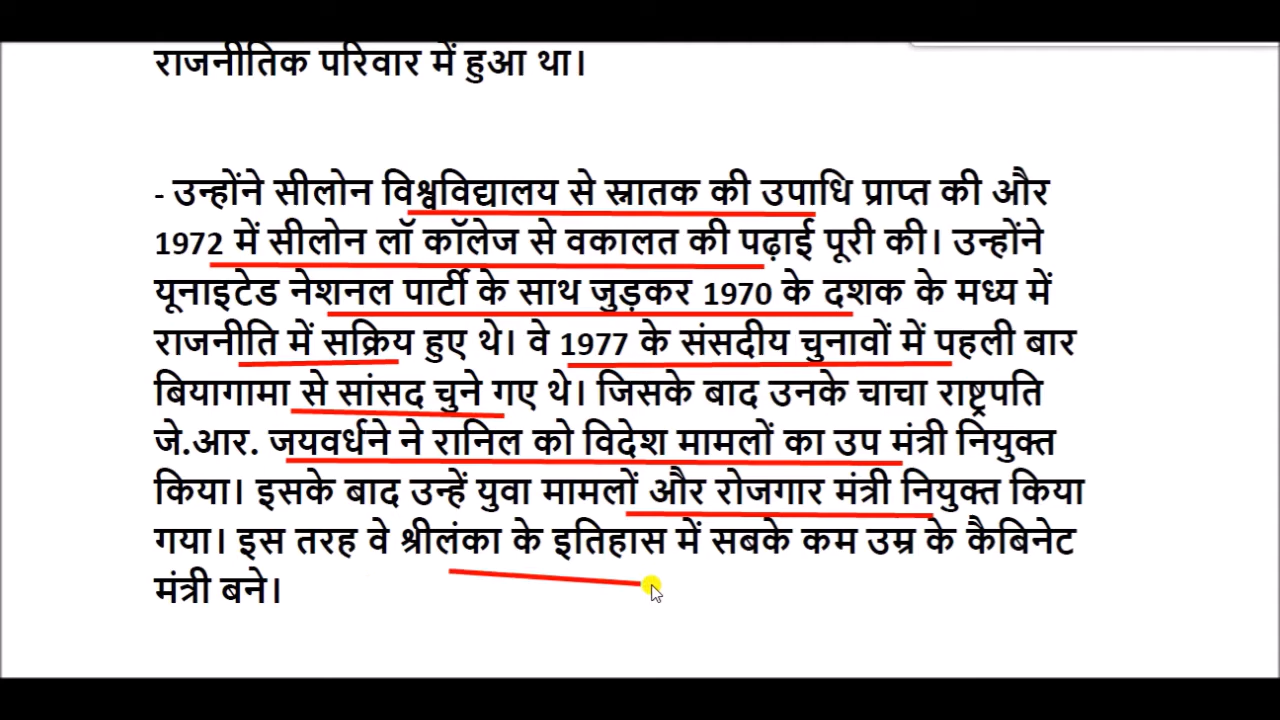 राजनीतिक परिवार में हुआ था।
- उन्होंने सीलोन विश्वविद्यालय से स्नातक की उपाधि प्राप्त की और
1972 में सीलोन लॉ कॉलेज से वकालत की पढ़ाई पूरी की। उन्होंने
यूनाइटेड नेशनल पार्टी के साथ जुड़कर 1970 के दशक के मध्य में
राजनीति में सक्रिय हुए थे। वे 1977 के संसदीय चुनावों में पहली बार
बियागामा से सांसद चुने गए थे। जिसके बाद उनके चाचा राष्ट्रपति
जे.आर. जयवर्धने ने रानिल को विदेश मामलों का उप मंत्री नियुक्त
किया। इसके बाद उन्हें युवा मामलों और रोजगार मंत्री नियुक्त किया
गया। इस तरह वे श्रीलंका के इतिहास में सबके कम उम्र के कैबिनेट
मंत्री बने।